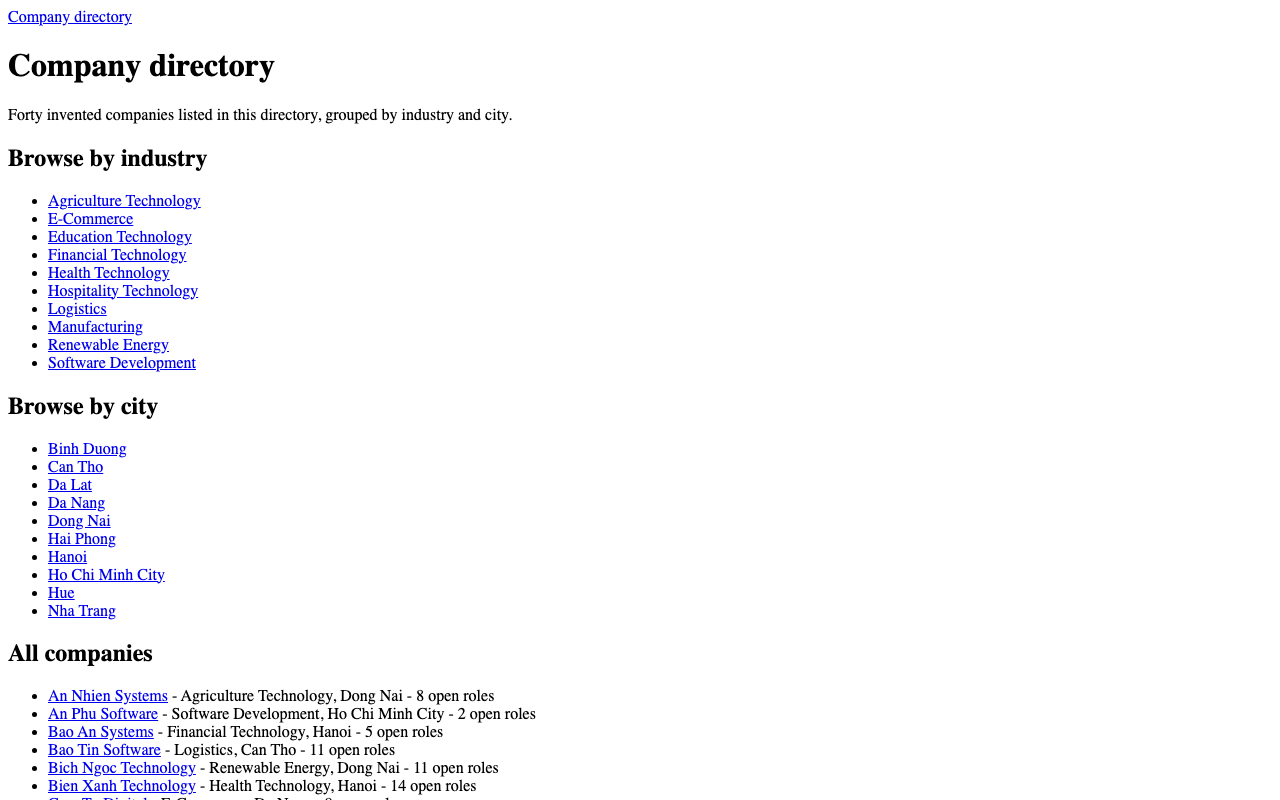 Company directory
Company directory
Forty invented companies listed in this directory, grouped by industry and city.
Browse by industry
Agriculture Technology
E-Commerce
Education Technology
Financial Technology
Health Technology
Hospitality Technology
Logistics
Manufacturing
Renewable Energy
Software Development
Browse by city
Binh Duong
Can Tho
Da Lat
Da Nang
Dong Nai
Hai Phong
Hanoi
Ho Chi Minh City
Hue
Nha Trang
All companies
An Nhien Systems - Agriculture Technology, Dong Nai - 8 open roles
An Phu Software - Software Development, Ho Chi Minh City - 2 open roles
Bao An Systems - Financial Technology, Hanoi - 5 open roles
Bao Tin Software - Logistics, Can Tho - 11 open roles
Bich Ngoc Technology - Renewable Energy, Dong Nai - 11 open roles
Bien Xanh Technology - Health Technology, Hanoi - 14 open roles